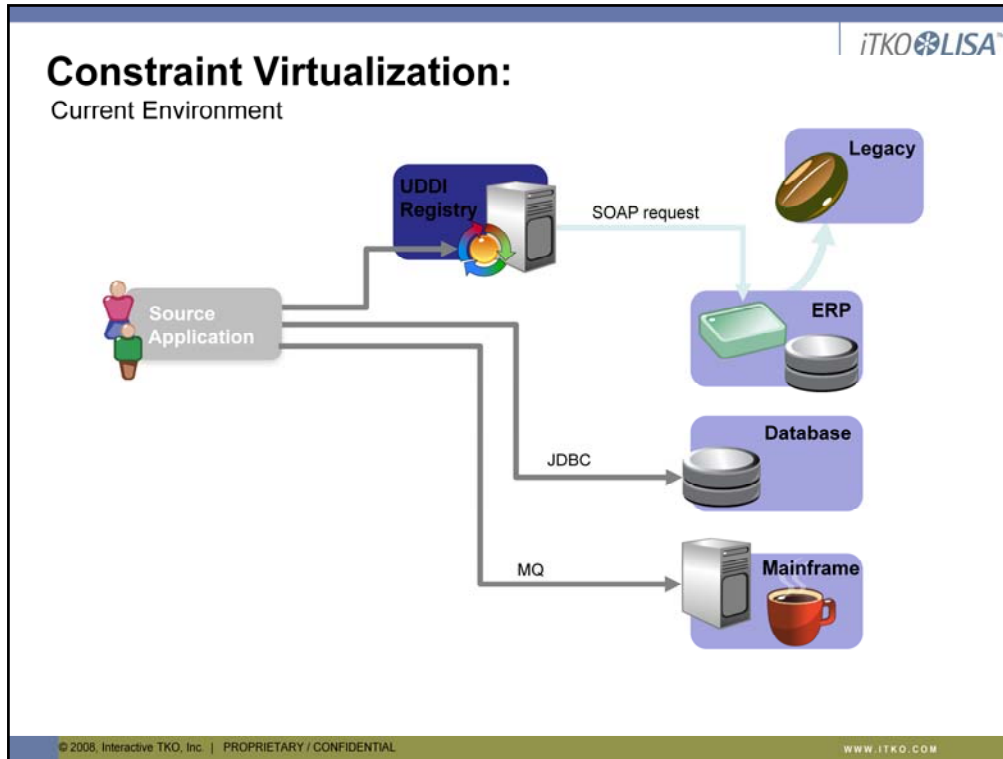 iTKO LISA™
Constraint Virtualization:
Current Environment
Legacy
UDDI
Registry
SOAP request
ERP
Source
Application
Database
JDBC
Mainframe
MQ
© 2008, Interactive TKO, Inc. | PROPRIETARY / CONFIDENTIAL
WWW.ITKO.COM